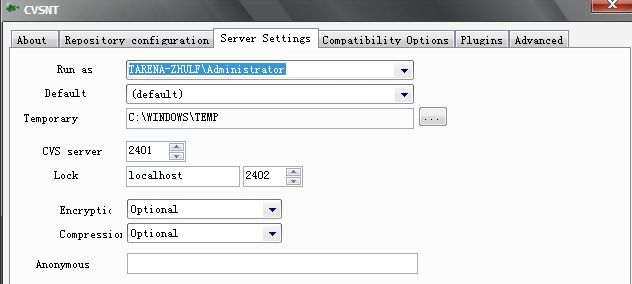 CVSNT
About Repository configuration Server Settings Compatibility Options Plugins Advanced
Run as TARENA-ZHULF\Administrator
Default (default)
Temporary C:\WINDOWS\TEMP ...
CVS server 2401
Lock localhost 2402
Encryptic Optional
Compression Optional
Anonymous